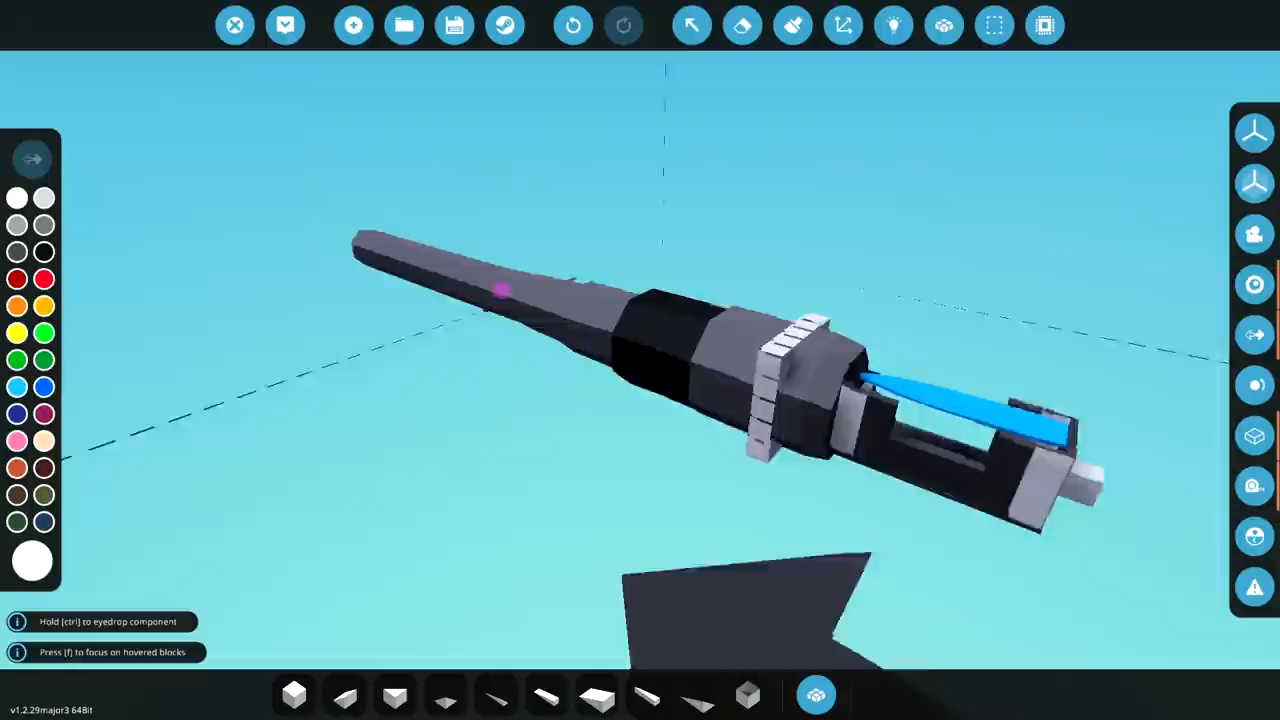 Hold [ctrl] to eyedrop component
Press [f] to focus on hovered blocks
v1.2.29major3 64Bit